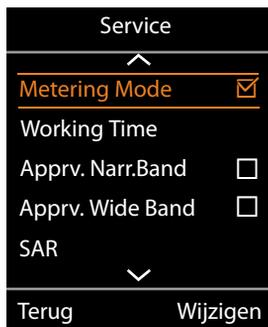 Service
Metering Mode
Working Time
Apprv. Narr.Band
Apprv. Wide Band
SAR
Terug Wijzigen